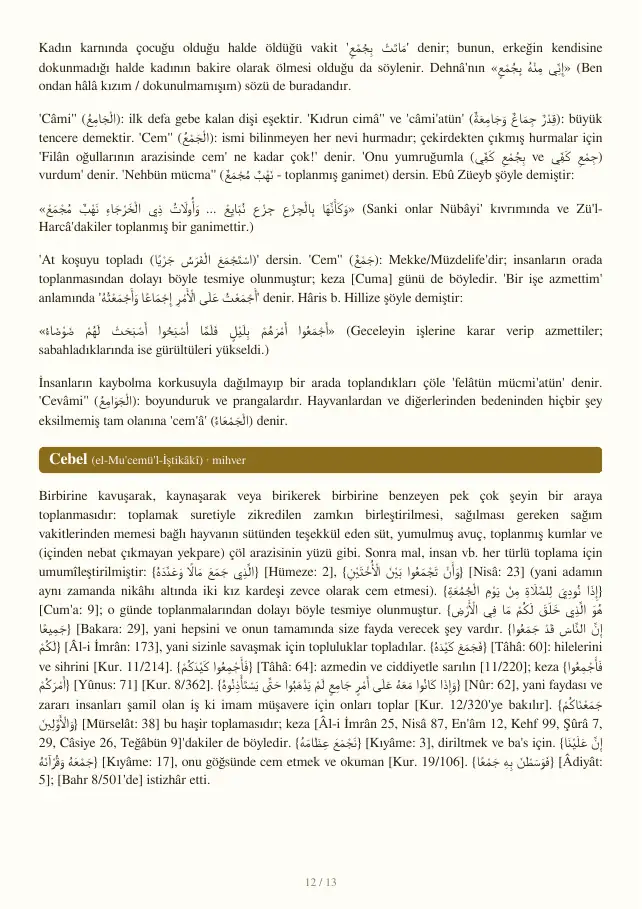 Kadın karnında çocuğu olduğu halde öldüğü vakit 'مَاتَتْ بِجُمْعٍ' denir; bunun, erkeğin kendisine
dokunmadığı halde kadının bakire olarak ölmesi olduğu da söylenir. Dehnâ'nın «إِنِّي مِنْهُ بِجُمْعٍ» (Ben
ondan hâlâ kızım / dokunulmamışım) sözü de buradandır.
'Câmi'' (الْجَامِعُ): ilk defa gebe kalan dişi eşektir. 'Kıdrun cimâ'' ve 'câmi'atün' (قِدْرٌ جِمَاعٌ وَجَامِعَةٌ): büyük
tencere demektir. 'Cem'' (الْجَمْعُ): ismi bilinmeyen her nevi hurmadır; çekirdekten çıkmış hurmalar için
'Filân oğullarının arazisinde cem' ne kadar çok!' denir. 'Onu yumruğumla (بِجُمْعِ كَفِّي ve جِمْعِ كَفِّي)
vurdum' denir. 'Nehbün mücma'' (نَهْبٌ مُجْمَعٌ - toplanmış ganimet) dersin. Ebû Züeyb şöyle demiştir:
«وَكَأَنَّهَا بِالْجِزْعِ جِزْعِ نُبَايِعٍ ... وَأُولَاتُ ذِي الْعَرْجَاءِ نَهْبٌ مُجْمَعُ» (Sanki onlar Nübâyi' kıvrımında ve Zü'l-
Harcâ'dakiler toplanmış bir ganimettir.)
'At koşuyu topladı (اسْتَجْمَعَ الْفَرَسُ جَرْيًا)' dersin. 'Cem'' (جَمْعٌ): Mekke/Müzdelife'dir; insanların orada
toplanmasından dolayı böyle tesmiye olunmuştur; keza [Cuma] günü de böyledir. 'Bir işe azmettim'
anlamında 'أَجْمَعْتُ عَلَى الْأَمْرِ إِجْمَاعًا وَأَجْمَعْتُهُ' denir. Hâris b. Hillize şöyle demiştir:
«أَجْمَعُوا أَمْرَهُمْ بِلَيْلٍ فَلَمَّا أَصْبَحُوا أَصْبَحَتْ لَهُمْ ضَوْضَاءُ» (Geceleyin işlerine karar verip azmettiler;
sabahladıklarında ise gürültüleri yükseldi.)
İnsanların kaybolma korkusuyla dağılmayıp bir arada toplandıkları çöle 'felâtün mücmi'atün' denir.
'Cevâmi'' (الْجَوَامِعُ): boyunduruk ve prangalardır. Hayvanlardan ve diğerlerinden bedeninden hiçbir şey
eksilmemiş tam olanına 'cem'â' (الْجَمْعَاءُ) denir.
Cebel (el-Mu'cemü'l-İştikâkî) · mihver
Birbirine kavuşarak, kaynaşarak veya birikerek birbirine benzeyen pek çok şeyin bir araya
toplanmasıdır: toplamak suretiyle zikredilen zamkın birleştirilmesi, sağılması gereken sağım
vakitlerinden memesi bağlı hayvanın sütünden teşekkül eden süt, yumulmuş avuç, toplanmış kumlar ve
(içinden nebat çıkmayan yekpare) çöl arazisinin yüzü gibi. Sonra mal, insan vb. her türlü toplama için
umumîleştirilmiştir: {الَّذِي جَمَعَ مَالًا وَعَدَّدَهُ} [Hümeze: 2], {وَأَنْ تَجْمَعُوا بَيْنَ الْأُخْتَيْنِ} [Nisâ: 23] (yani adamın
aynı zamanda nikâhı altında iki kız kardeşi zevce olarak cem etmesi). {إِذَا نُودِيَ لِلصَّلَاةِ مِنْ يَوْمِ الْجُمُعَةِ}
[Cum'a: 9]; o günde toplanmalarından dolayı böyle tesmiye olunmuştur. {هُوَ الَّذِي خَلَقَ لَكُمْ مَا فِي الْأَرْضِ
جَمِيعًا} [Bakara: 29], yani hepsini ve onun tamamında size fayda verecek şey vardır. {إِنَّ النَّاسَ قَدْ جَمَعُوا
لَكُمْ} [Âl-i İmrân: 173], yani sizinle savaşmak için topluluklar topladılar. {فَجَمَعَ كَيْدَهُ} [Tâhâ: 60]: hilelerini
ve sihrini [Kur. 11/214]. {فَأَجْمِعُوا كَيْدَكُمْ} [Tâhâ: 64]: azmedin ve ciddiyetle sarılın [11/220]; keza {فَأَجْمِعُوا
أَمْرَكُمْ} [Yûnus: 71] [Kur. 8/362]. {وَإِذَا كَانُوا مَعَهُ عَلَى أَمْرٍ جَامِعٍ لَمْ يَذْهَبُوا حَتَّى يَسْتَأْذِنُوهُ} [Nûr: 62], yani faydası ve
zararı insanları şamil olan iş ki imam müşavere için onları toplar [Kur. 12/320'ye bakılır]. {جَمَعْنَاكُمْ
وَالْأَوَّلِينَ} [Mürselât: 38] bu haşir toplamasıdır; keza [Âl-i İmrân 25, Nisâ 87, En'âm 12, Kehf 99, Şûrâ 7,
29, Câsiye 26, Teğâbün 9]'dakiler de böyledir. {نَجْمَعَ عِظَامَهُ} [Kıyâme: 3], diriltmek ve ba's için. {إِنَّ عَلَيْنَا
جَمْعَهُ وَقُرْآنَهُ} [Kıyâme: 17], onu göğsünde cem etmek ve okuman [Kur. 19/106]. {فَوَسَطْنَ بِهِ جَمْعًا} [Âdiyât:
5]; [Bahr 8/501'de] istizhâr etti.
12 / 13